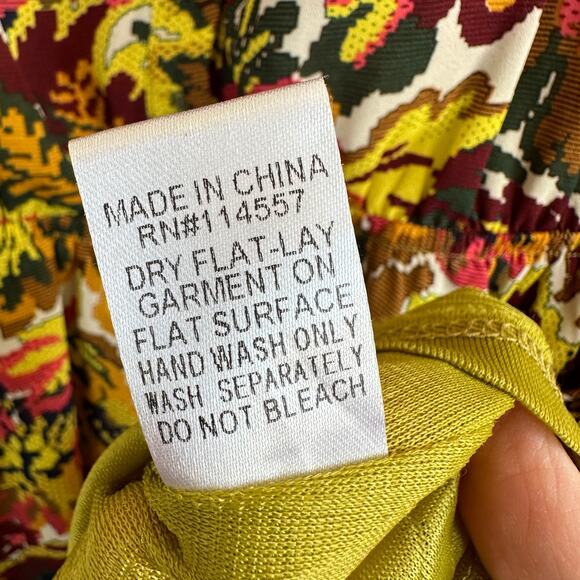 MADE IN CHINA
RN#114557
DRY FLAT-LAY
GARMENT ON
FLAT SURFACE
HAND WASH ONLY
WASH SEPARATELY
DO NOT BLEACH